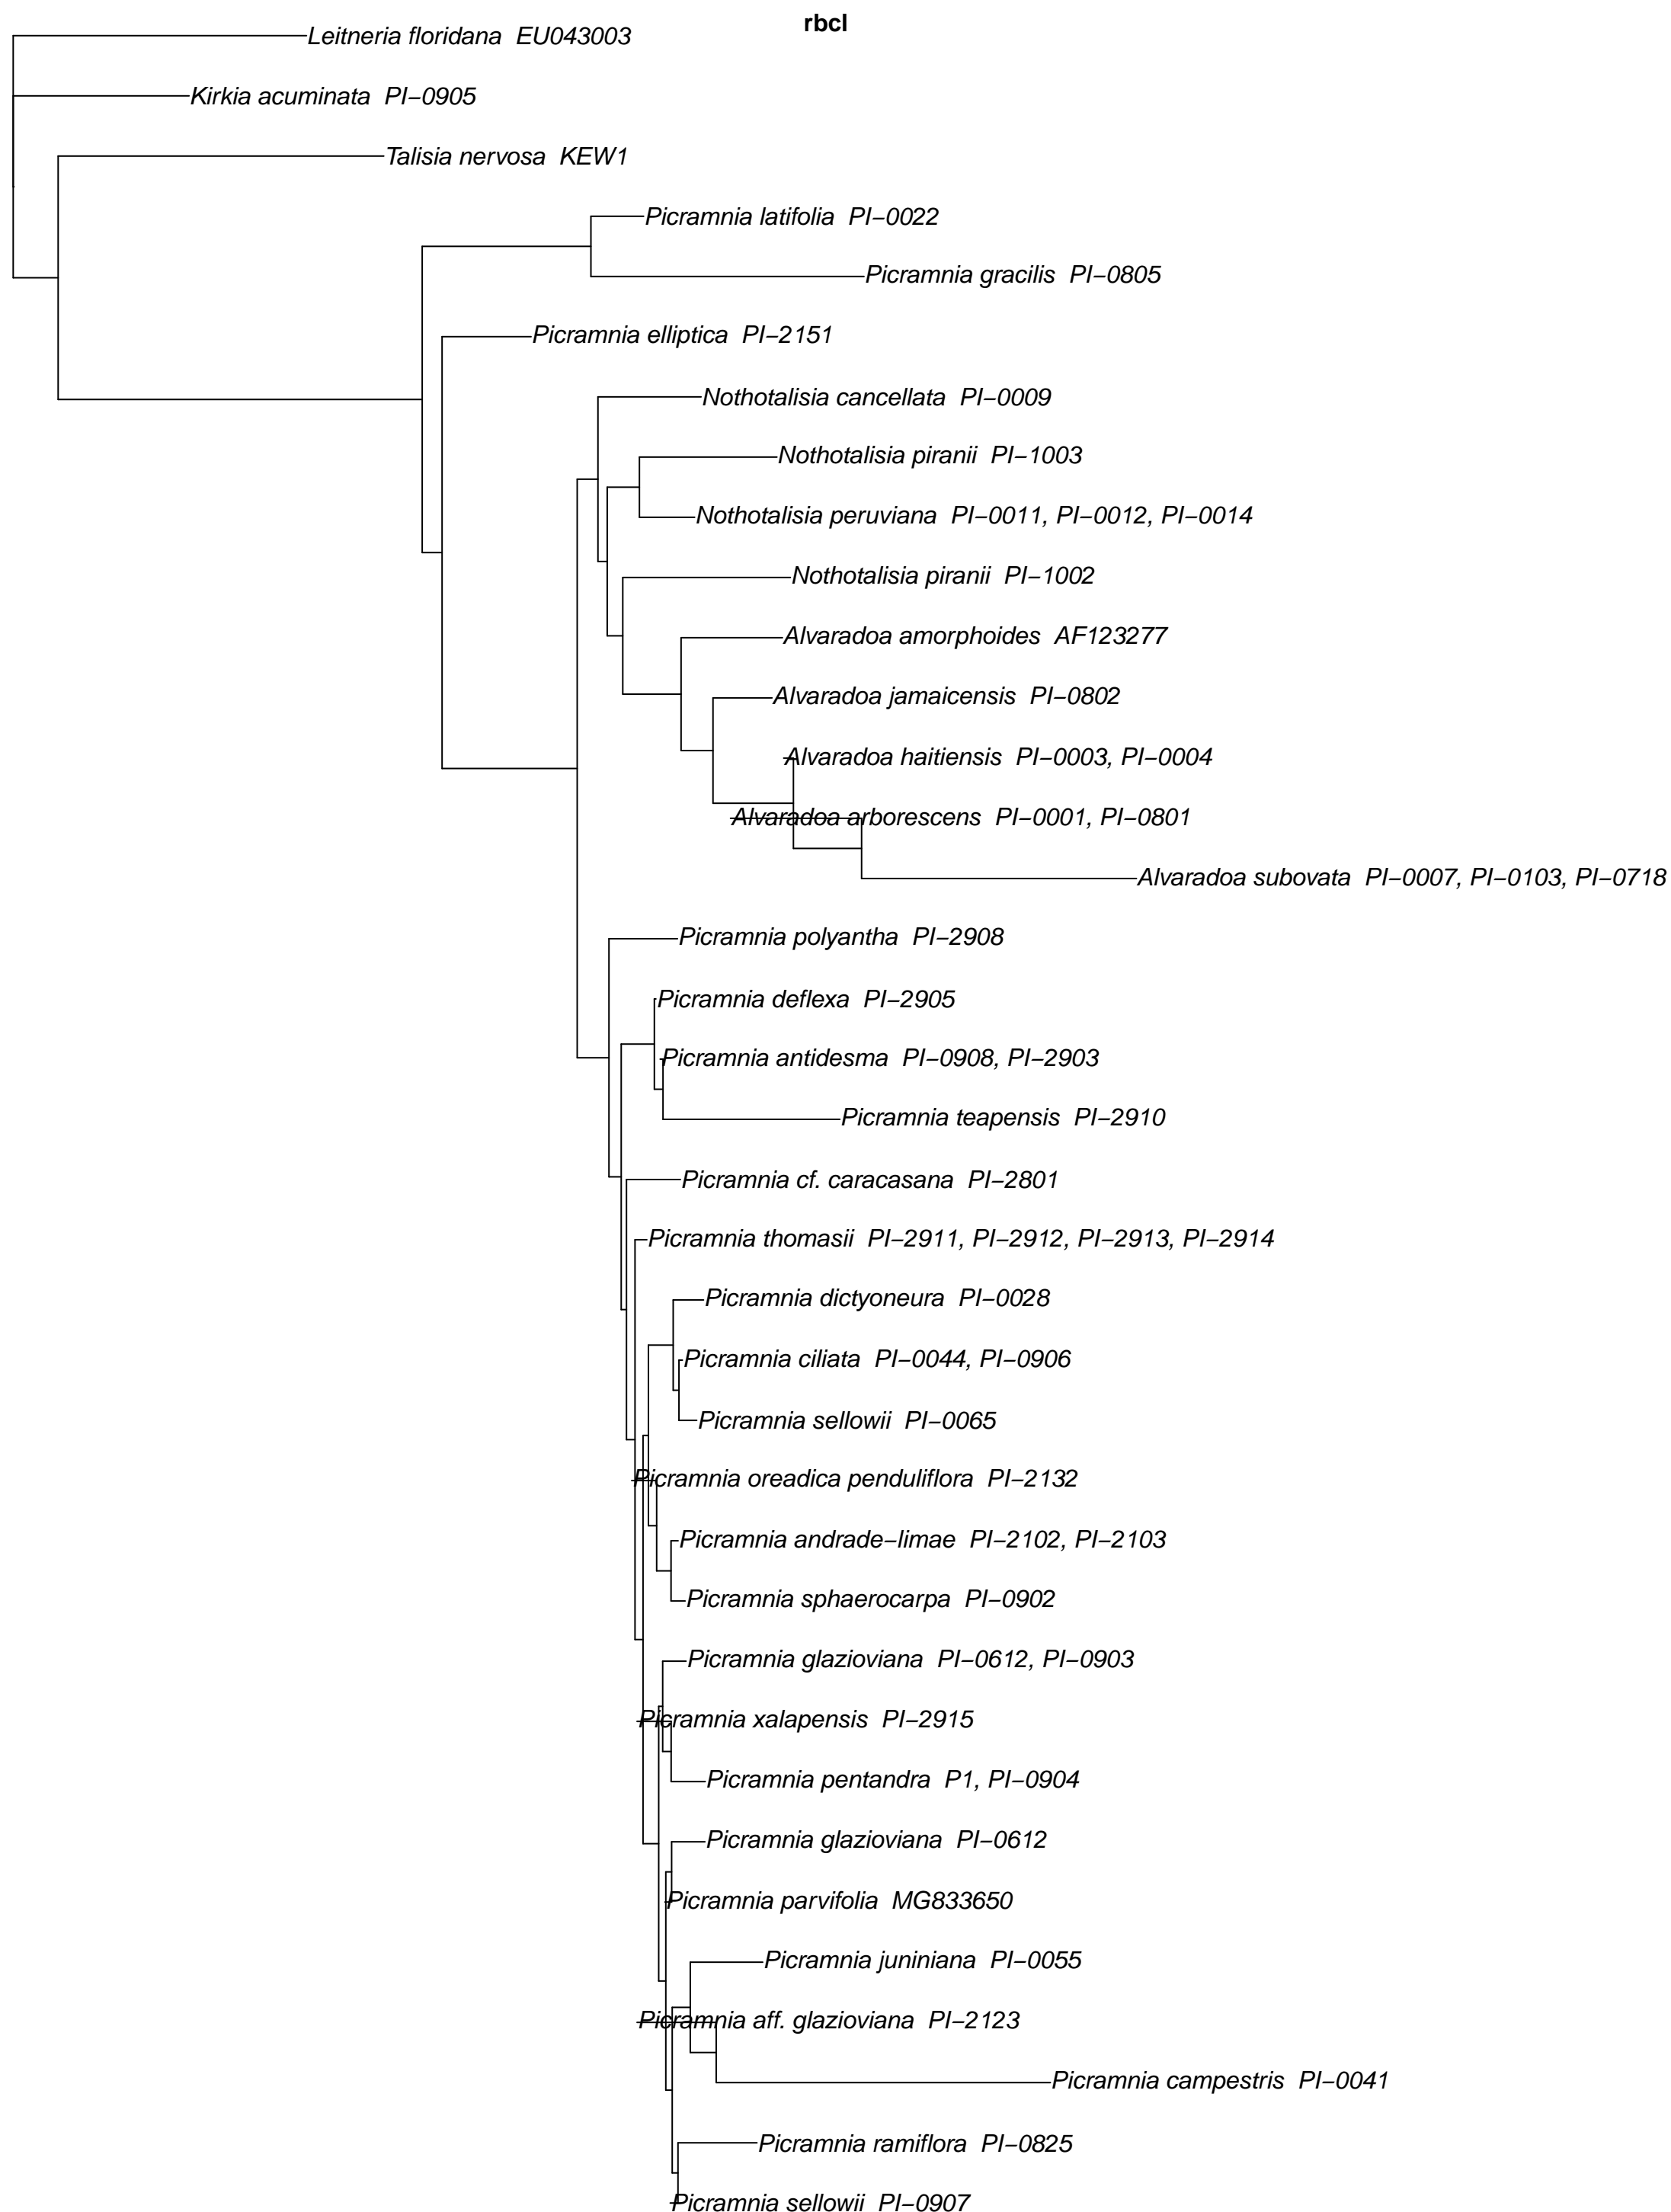 rbcl
Leitneria floridana EU043003
Kirkia acuminata PI−0905
Talisia nervosa KEW1
Picramnia latifolia PI−0022
Picramnia gracilis PI−0805
Picramnia elliptica PI−2151
Nothotalisia cancellata PI−0009
Nothotalisia piranii PI−1003
Nothotalisia peruviana PI−0011, PI−0012, PI−0014
Nothotalisia piranii PI−1002
Alvaradoa amorphoides AF123277
Alvaradoa jamaicensis PI−0802
Alvaradoa haitiensis PI−0003, PI−0004
Alvaradoa arborescens PI−0001, PI−0801
Alvaradoa subovata PI−0007, PI−0103, PI−0718
Picramnia polyantha PI−2908
Picramnia deflexa PI−2905
Picramnia antidesma PI−0908, PI−2903
Picramnia teapensis PI−2910
Picramnia cf. caracasana PI−2801
Picramnia thomasii PI−2911, PI−2912, PI−2913, PI−2914
Picramnia dictyoneura PI−0028
Picramnia ciliata PI−0044, PI−0906
Picramnia sellowii PI−0065
Picramnia oreadica penduliflora PI−2132
Picramnia andrade−limae PI−2102, PI−2103
Picramnia sphaerocarpa PI−0902
Picramnia glazioviana PI−0612, PI−0903
Picramnia xalapensis PI−2915
Picramnia pentandra P1, PI−0904
Picramnia glazioviana PI−0612
Picramnia parvifolia MG833650
Picramnia juniniana PI−0055
Picramnia aff. glazioviana PI−2123
Picramnia campestris PI−0041
Picramnia ramiflora PI−0825
Picramnia sellowii PI−0907